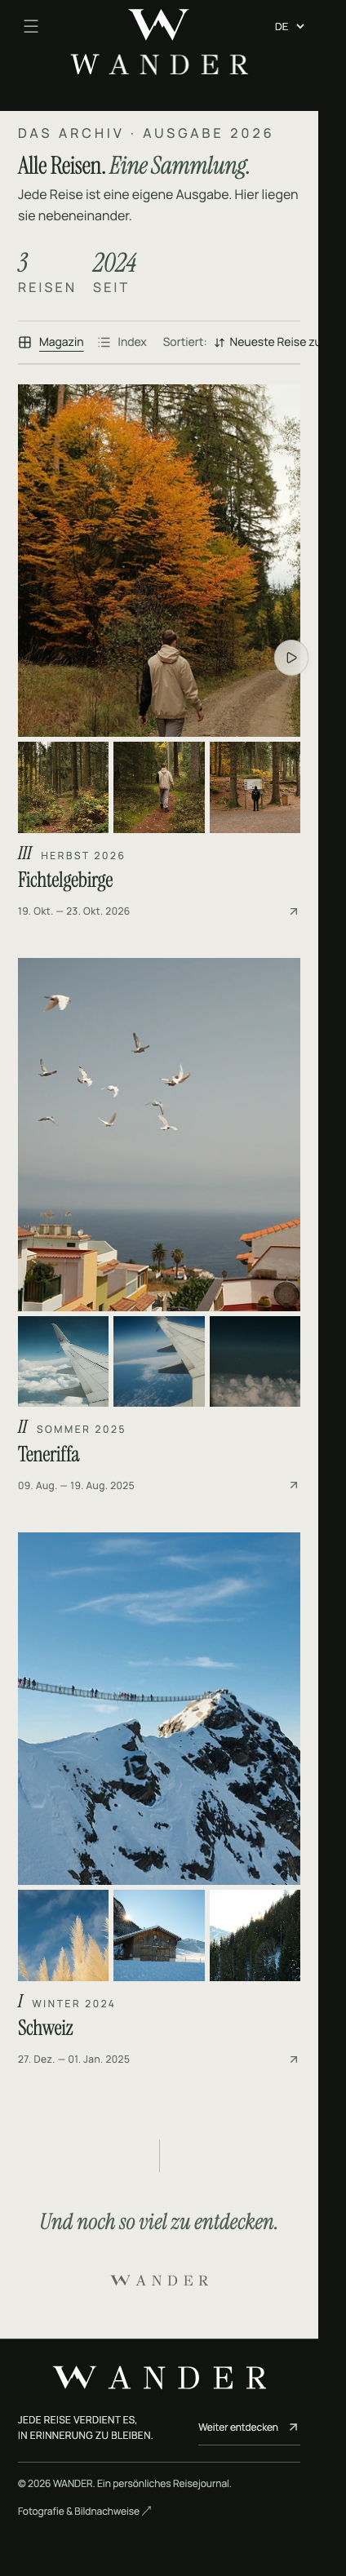 DE
WANDER
DAS ARCHIV · AUSGABE 2026
Alle Reisen. Eine Sammlung.
Jede Reise ist eine eigene Ausgabe. Hier liegen
sie nebeneinander.
3 2024
REISEN SEIT
Magazin Index Sortiert: Neueste Reise zu
III HERBST 2026
Fichtelgebirge
19. Okt. — 23. Okt. 2026
II SOMMER 2025
Teneriffa
09. Aug. — 19. Aug. 2025
I WINTER 2024
Schweiz
27. Dez. — 01. Jan. 2025
Und noch so viel zu entdecken.
WANDER
WANDER
JEDE REISE VERDIENT ES,
IN ERINNERUNG ZU BLEIBEN.
Weiter entdecken
© 2026 WANDER. Ein persönliches Reisejournal.
Fotografie & Bildnachweise